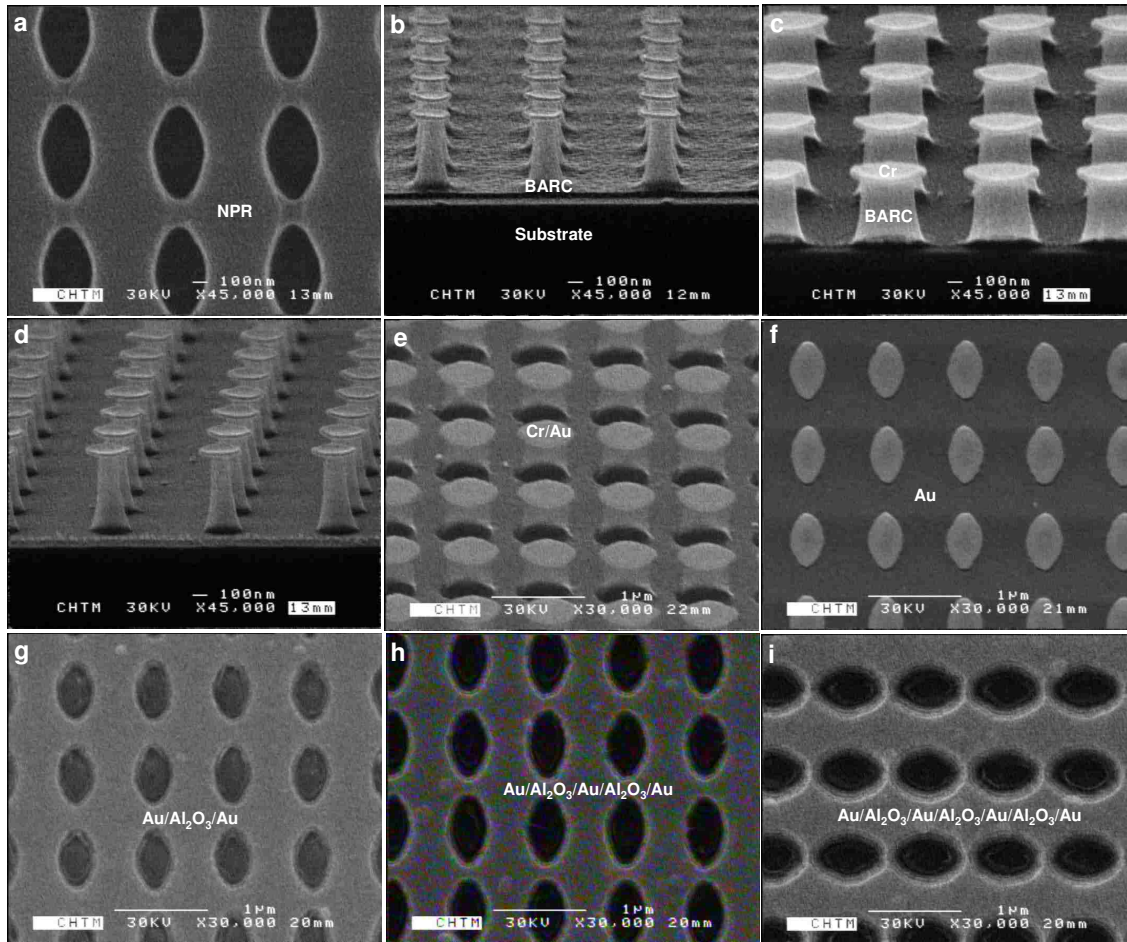 a
NPR
100nm
CHTM 30KV X45,000 13mm
b
BARC
Substrate
100nm
CHTM 30KV X45,000 12mm
c
Cr
BARC
100nm
CHTM 30KV X45,000 13mm
d
100nm
CHTM 30KV X45,000 13mm
e
Cr/Au
1μm
CHTM 30KV X30,000 22mm
f
Au
1μm
CHTM 30KV X30,000 21mm
g
Au/Al₂O₃/Au
1μm
CHTM 30KV X30,000 20mm
h
Au/Al₂O₃/Au/Al₂O₃/Au
1μm
CHTM 30KV X30,000 20mm
i
Au/Al₂O₃/Au/Al₂O₃/Au/Al₂O₃/Au
1μm
CHTM 30KV X30,000 20mm